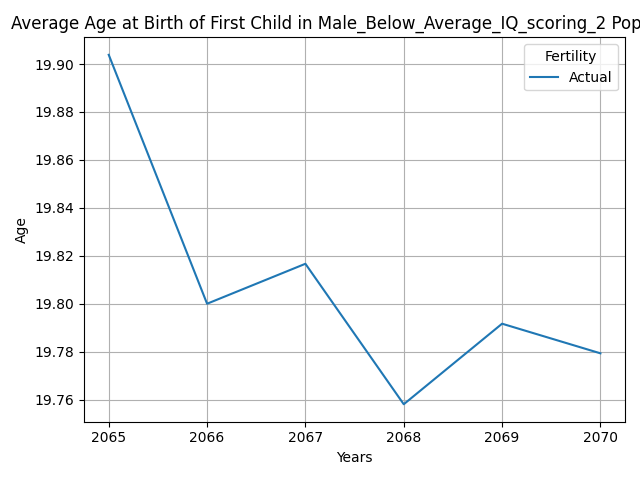 Average Age at Birth of First Child in Male_Below_Average_IQ_scoring_2 Pop
Fertility
Actual
19.90
19.88
19.86
19.84
19.82
19.80
19.78
19.76
Age
2065 2066 2067 2068 2069 2070
Years